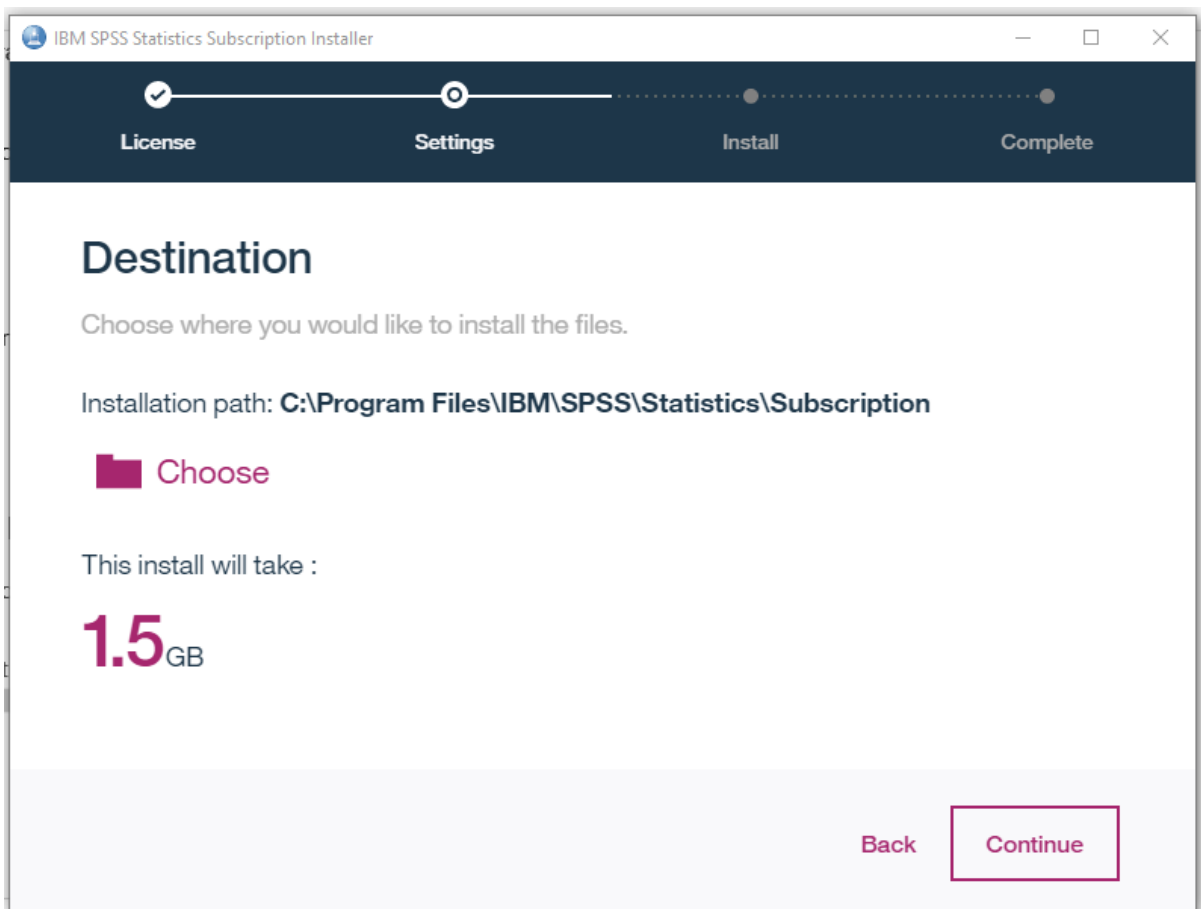 IBM SPSS Statistics Subscription Installer
License Settings Install Complete
Destination
Choose where you would like to install the files.
Installation path: C:\Program Files\IBM\SPSS\Statistics\Subscription
Choose
This install will take :
1.5GB
Back Continue